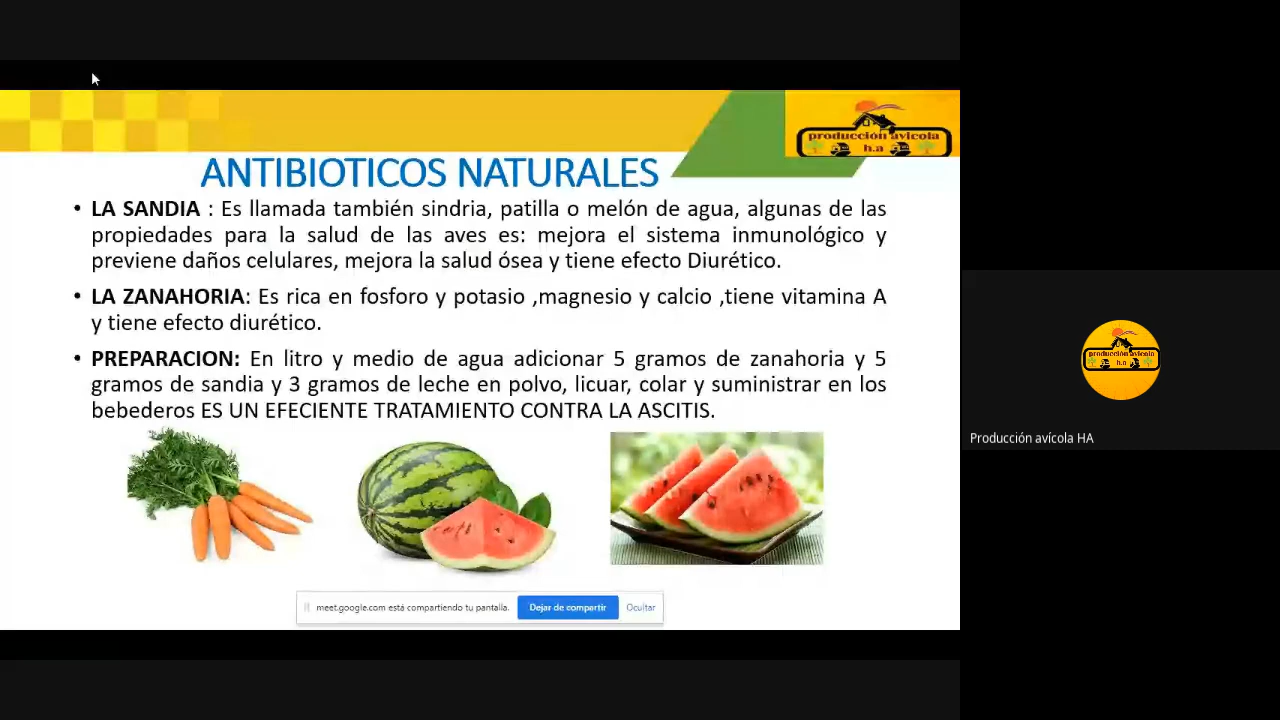 producción avicola
h.a
ANTIBIOTICOS NATURALES
• LA SANDIA : Es llamada también sindria, patilla o melón de agua, algunas de las
propiedades para la salud de las aves es: mejora el sistema inmunológico y
previene daños celulares, mejora la salud ósea y tiene efecto Diurético.
• LA ZANAHORIA: Es rica en fosforo y potasio ,magnesio y calcio ,tiene vitamina A
y tiene efecto diurético.
• PREPARACION: En litro y medio de agua adicionar 5 gramos de zanahoria y 5
gramos de sandia y 3 gramos de leche en polvo, licuar, colar y suministrar en los
bebederos ES UN EFECIENTE TRATAMIENTO CONTRA LA ASCITIS.
meet.google.com está compartiendo tu pantalla.
Dejar de compartir
Ocultar
producción avicola
h.a
Producción avícola HA